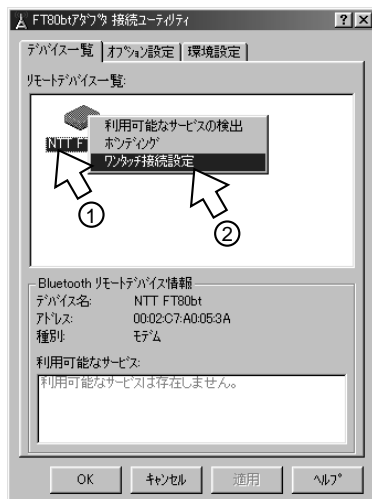 FT80btアダプタ 接続ユーティリティ
デバイス一覧 オプション設定 環境設定
リモートデバイス一覧:
利用可能なサービスの検出
NTT F ボンディング
ワンタッチ接続設定
①
②
Bluetooth リモートデバイス情報
デバイス名: NTT FT80bt
アドレス: 00:02:C7:A0:05:3A
種別: モデム
利用可能なサービス:
利用可能なサービスは存在しません。
OK キャンセル 適用 ヘルプ